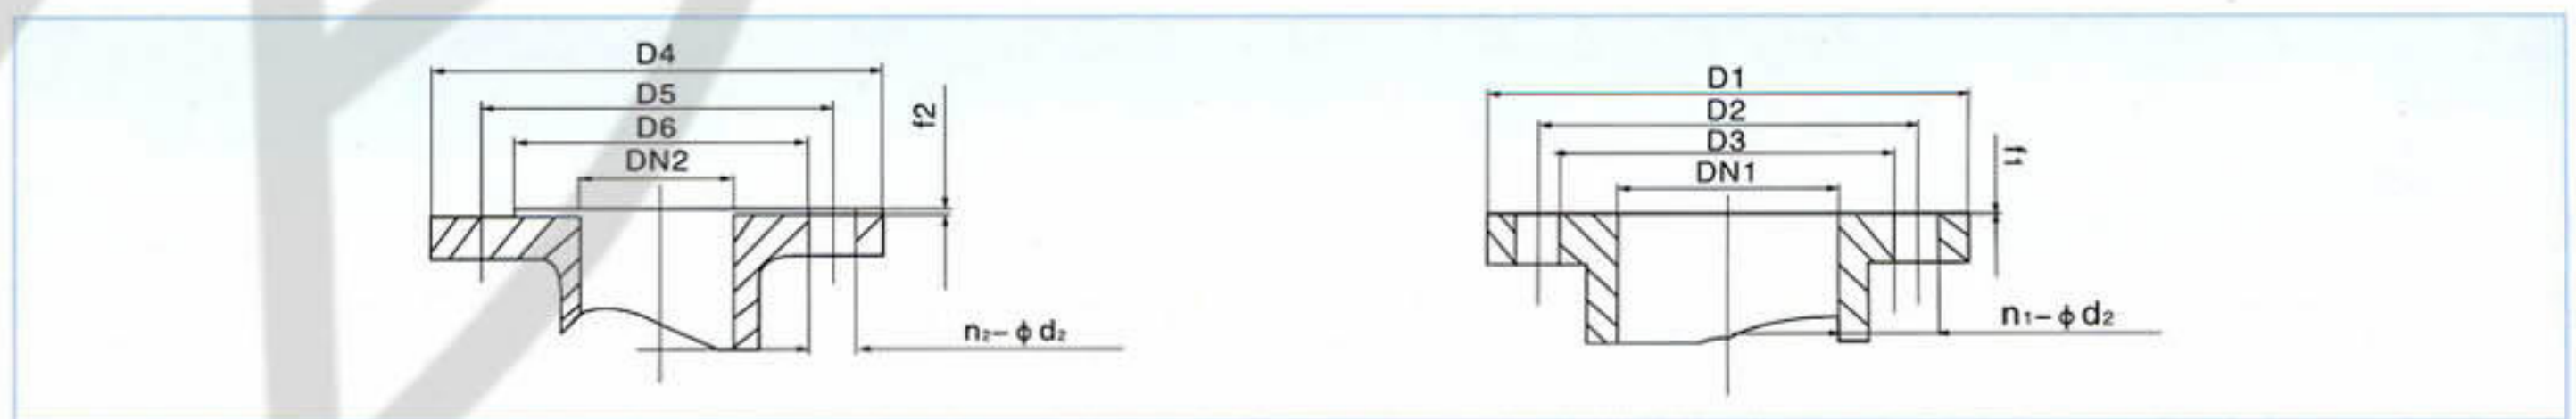 D4
D5
D6
DN2
f2
n₂-ϕd₂
D1
D2
D3
DN1
f1
n₁-ϕd₂